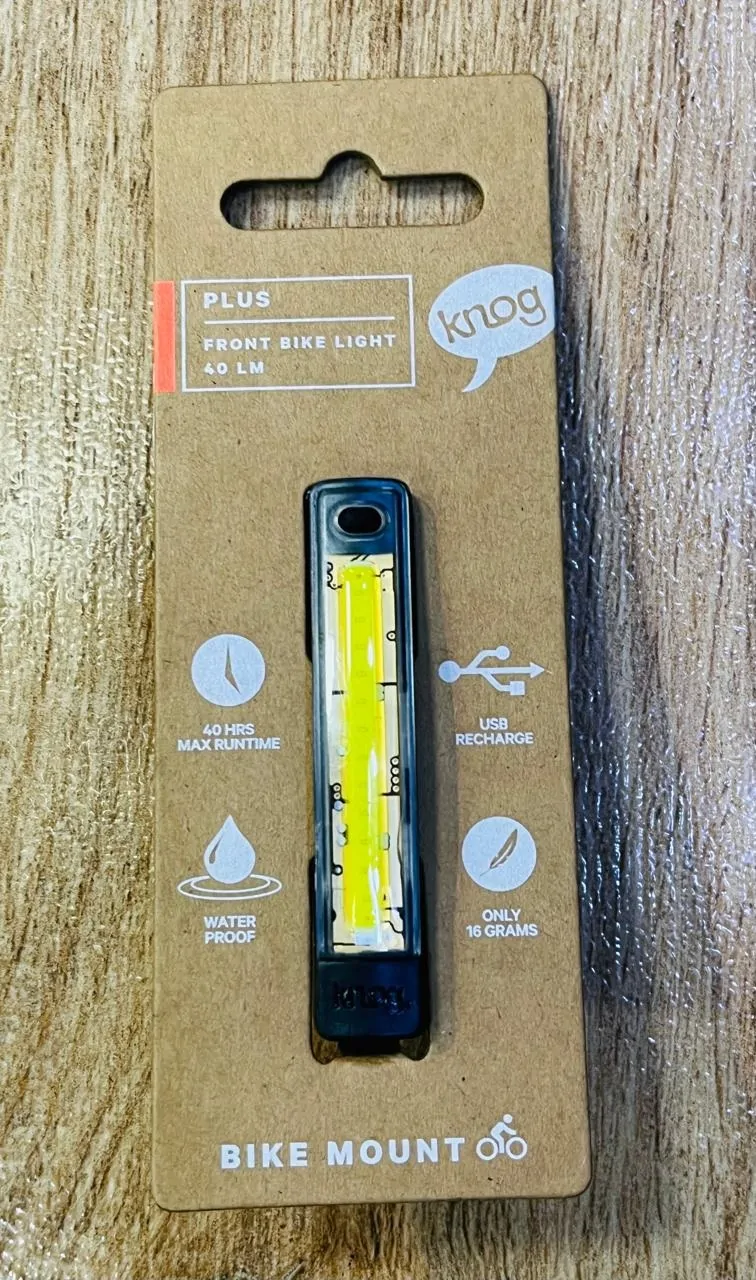 PLUS
FRONT BIKE LIGHT
40 LM
knog
40 HRS
MAX RUNTIME
USB
RECHARGE
WATER
PROOF
ONLY
16 GRAMS
knog.
BIKE MOUNT